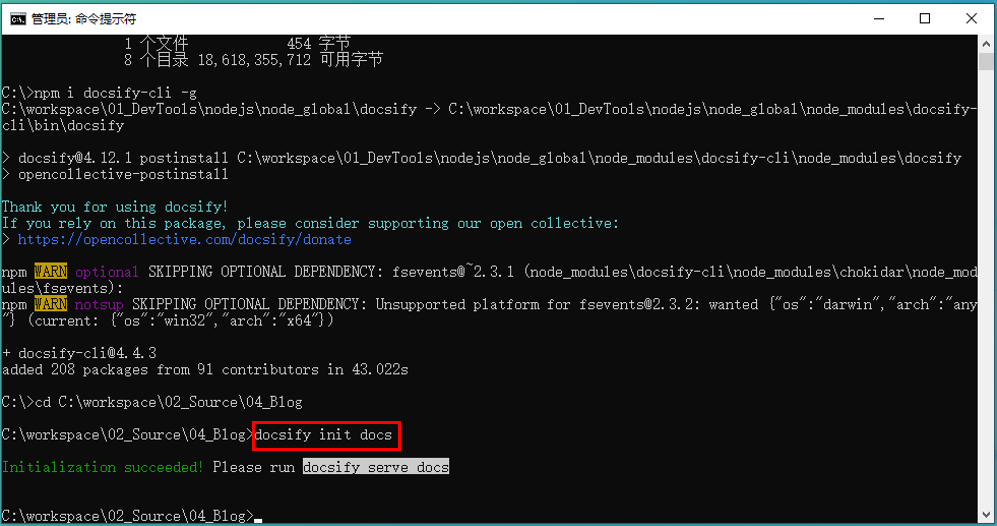 管理员: 命令提示符
1 个文件 454 字节
8 个目录 18,618,355,712 可用字节
C:\>npm i docsify-cli -g
C:\workspace\01_DevTools\nodejs\node_global\docsify -> C:\workspace\01_DevTools\nodejs\node_global\node_modules\docsify-
cli\bin\docsify
> docsify@4.12.1 postinstall C:\workspace\01_DevTools\nodejs\node_global\node_modules\docsify-cli\node_modules\docsify
> opencollective-postinstall
Thank you for using docsify!
If you rely on this package, please consider supporting our open collective:
> https://opencollective.com/docsify/donate
npm WARN optional SKIPPING OPTIONAL DEPENDENCY: fsevents@~2.3.1 (node_modules\docsify-cli\node_modules\chokidar\node_mod
ules\fsevents):
npm WARN notsup SKIPPING OPTIONAL DEPENDENCY: Unsupported platform for fsevents@2.3.2: wanted {"os":"darwin","arch":"any
"} (current: {"os":"win32","arch":"x64"})
+ docsify-cli@4.4.3
added 208 packages from 91 contributors in 43.022s
C:\>cd C:\workspace\02_Source\04_Blog
C:\workspace\02_Source\04_Blog>docsify init docs
Initialization succeeded! Please run docsify serve docs
C:\workspace\02_Source\04_Blog>